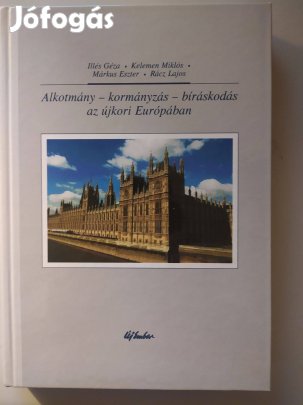 Jófogás
Illés Géza • Kelemen Miklós •
Márkus Eszter • Rácz Lajos
Alkotmány – kormányzás – bíráskodás
az újkori Európában
Új Ember